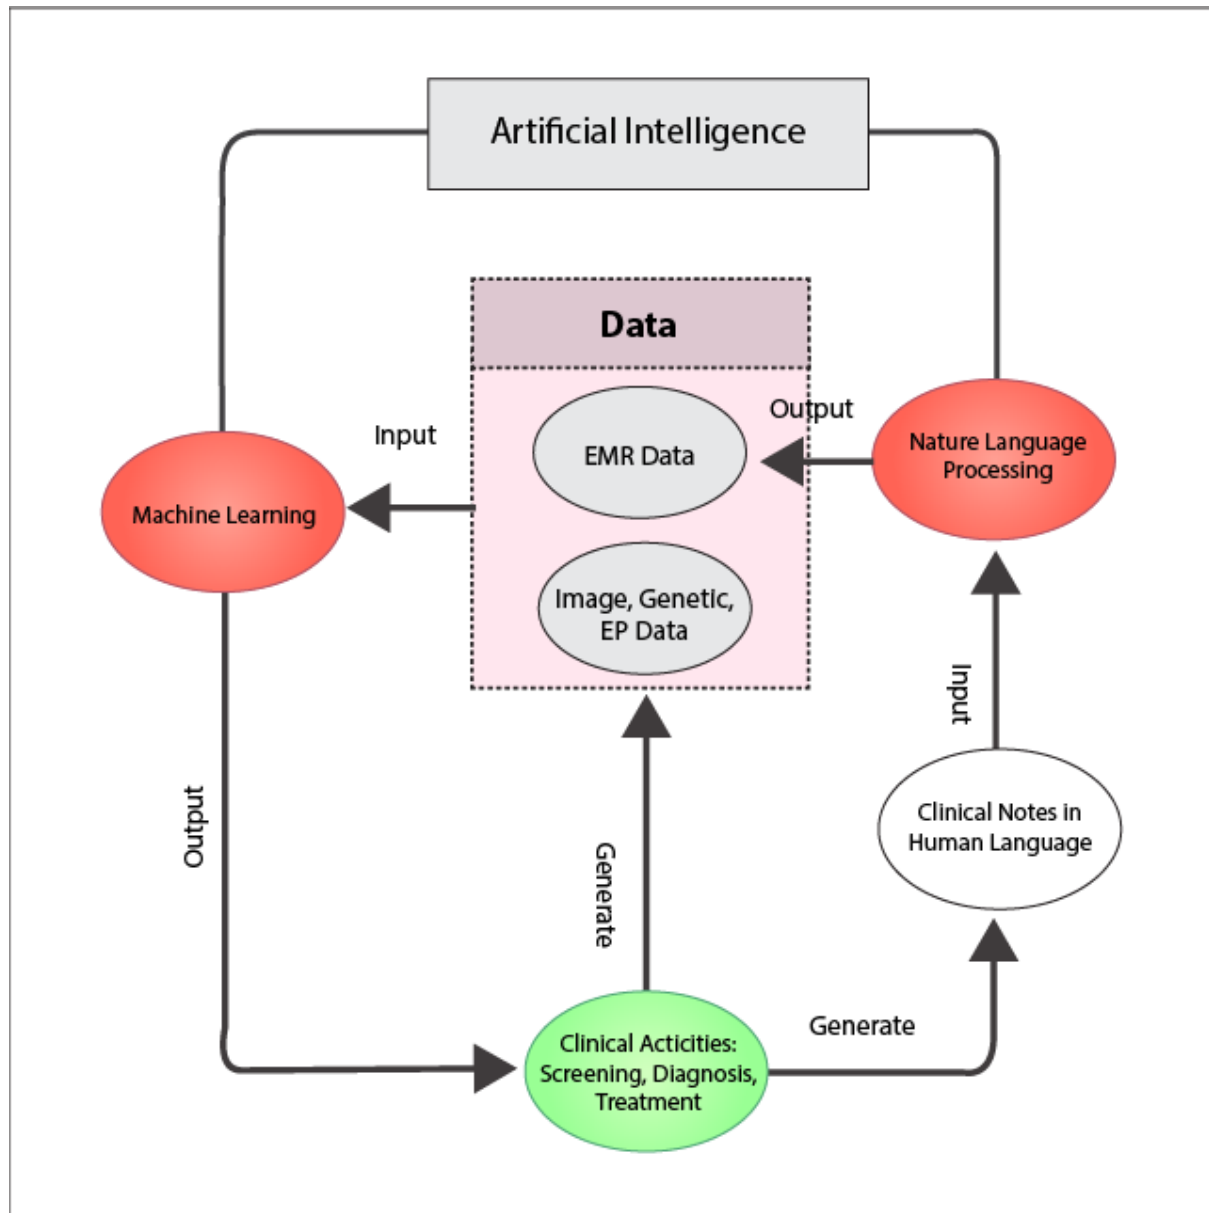 Artificial Intelligence
Data
EMR Data
Image, Genetic,
EP Data
Input
Output
Machine Learning
Nature Language
Processing
Input
Clinical Notes in
Human Language
Output
Generate
Generate
Clinical Acticities:
Screening, Diagnosis,
Treatment